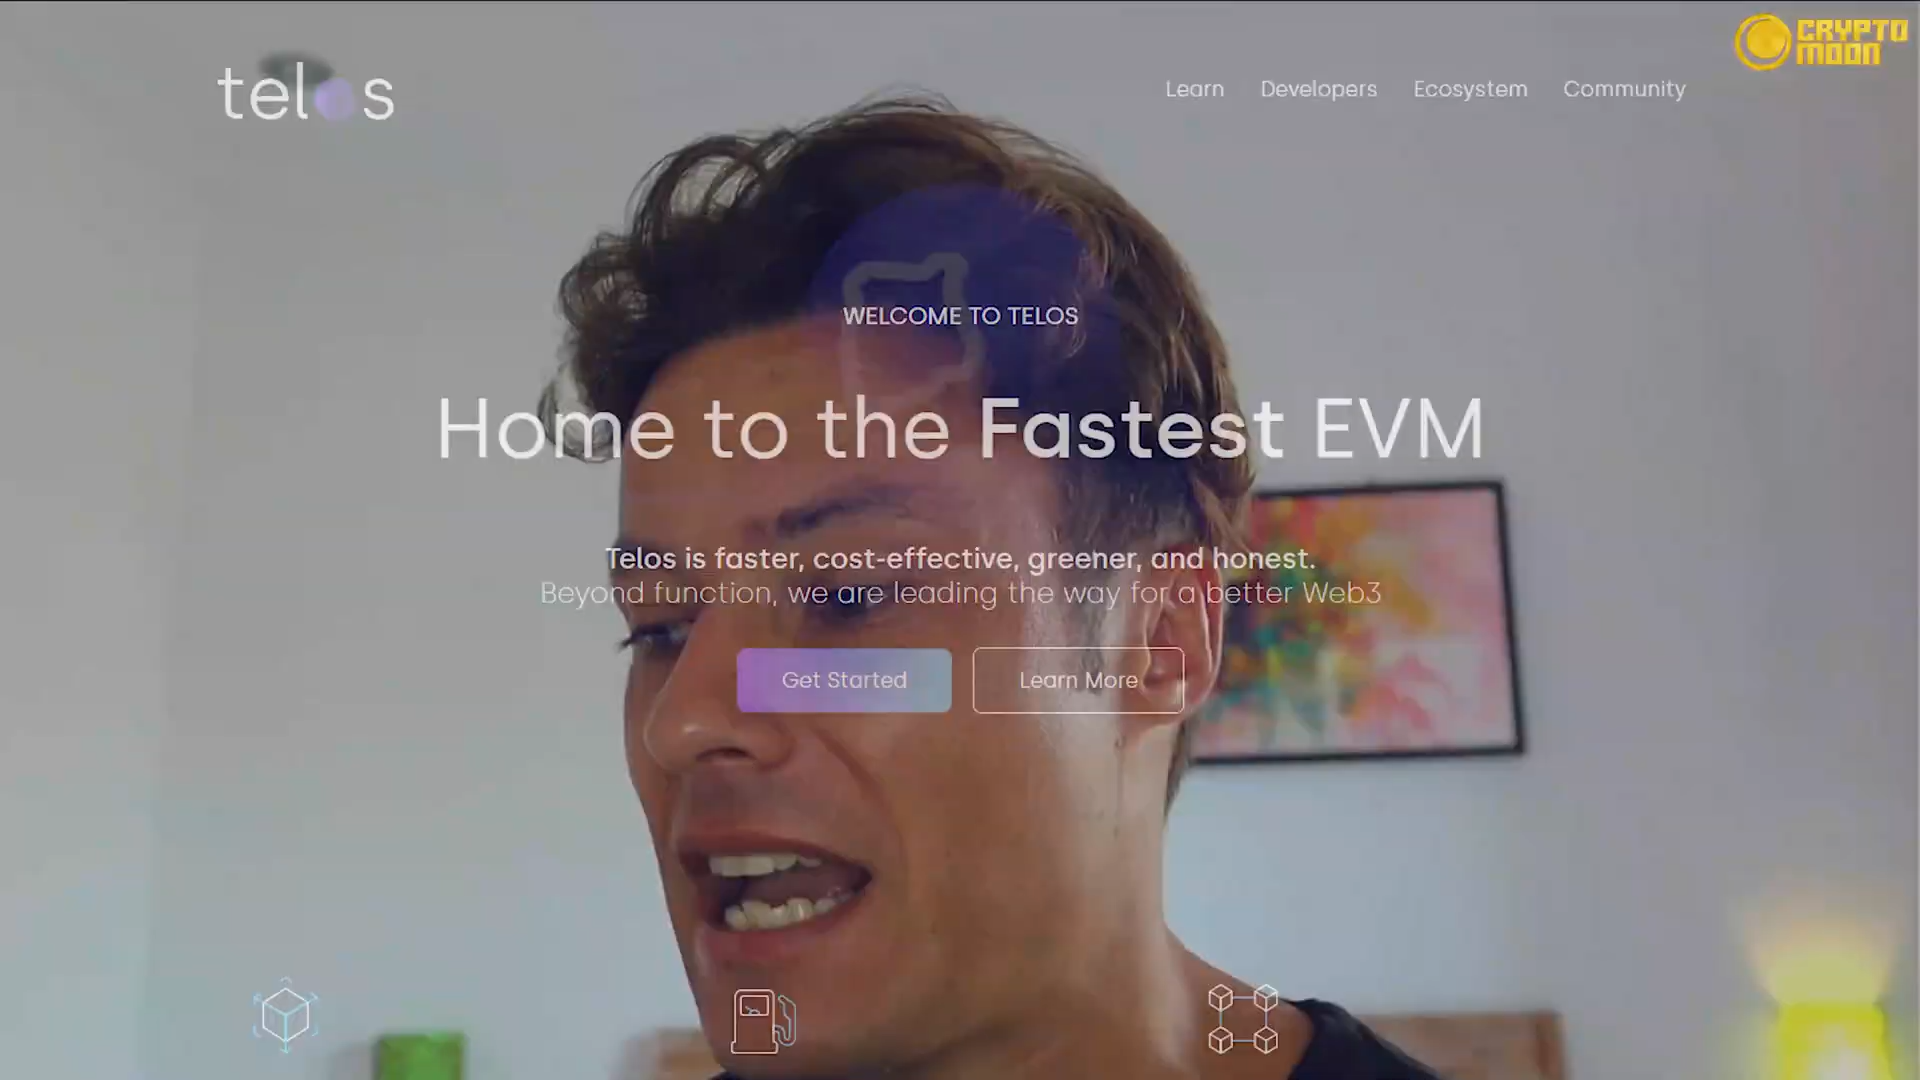 CRYPTO
MOON
telos
Learn Developers Ecosystem Community
WELCOME TO TELOS
Home to the Fastest EVM
Telos is faster, cost-effective, greener, and honest.
Beyond function, we are leading the way for a better Web3
Get Started Learn More